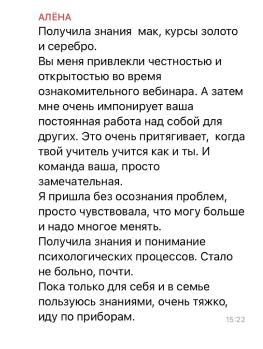 АЛЁНА
Получила знания мак, курсы золото
и серебро.
Вы меня привлекли честностью и
открытостью во время
ознакомительного вебинара. А затем
мне очень импонирует ваша
постоянная работа над собой для
других. Это очень притягивает, когда
твой учитель учится как и ты. И
команда ваша, просто
замечательная.
Я пришла без осознания проблем,
просто чувствовала, что могу больше
и надо многое менять.
Получила знания и понимание
психологических процессов. Стало
не больно, почти.
Пока только для себя и в семье
пользуюсь знаниями, очень тяжко,
иду по приборам.
15:22